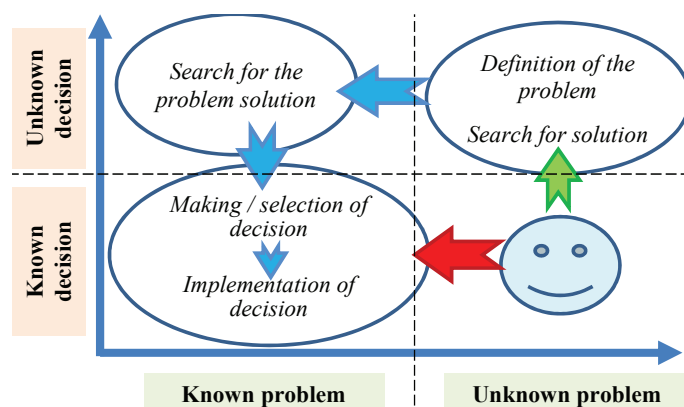 Unknown
decision
Known
decision
Search for the
problem solution
Definition of the
problem
Search for solution
Making / selection of
decision
Implementation of
decision
Known problem
Unknown problem